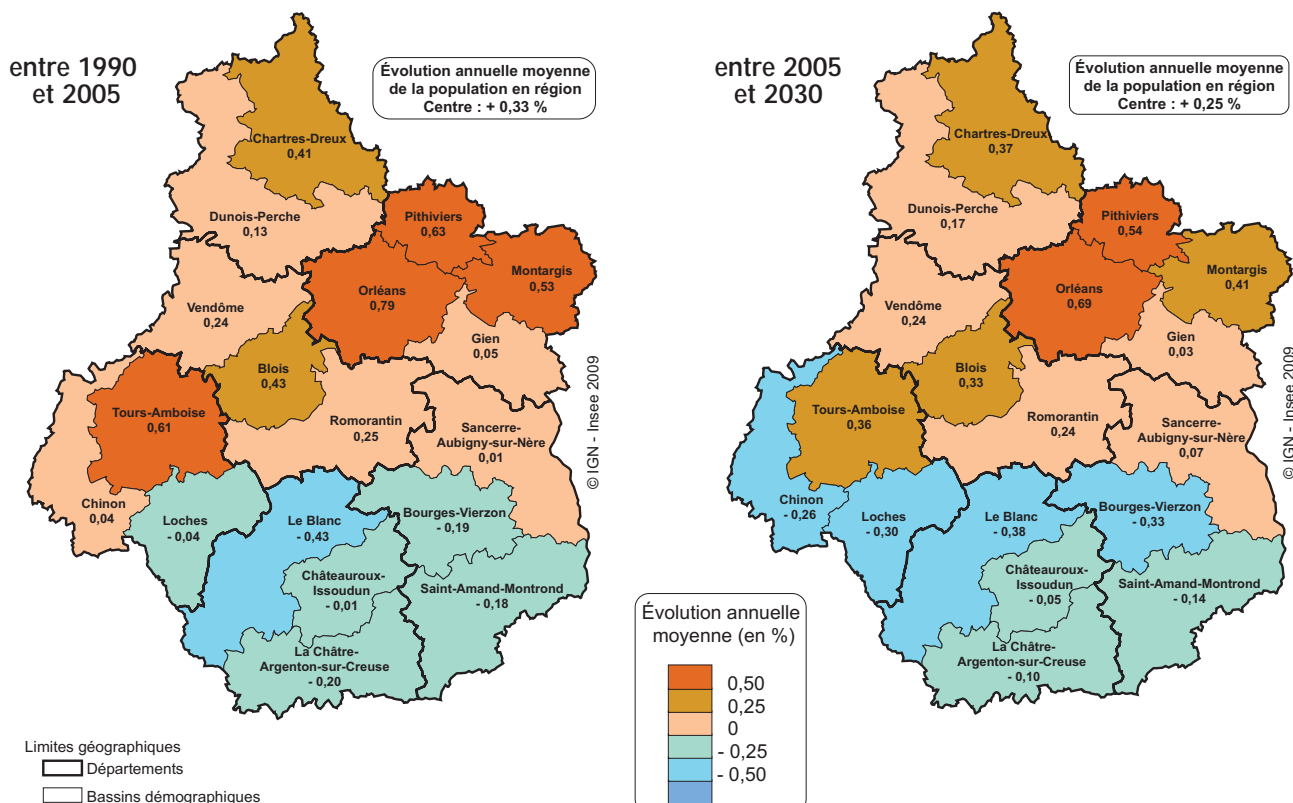 entre 1990
et 2005
Évolution annuelle moyenne
de la population en région
Centre : + 0,33 %
Chartres-Dreux
0,41
Dunois-Perche
0,13
Pithiviers
0,63
Montargis
0,53
Orléans
0,79
Vendôme
0,24
Gien
0,05
Blois
0,43
Tours-Amboise
0,61
Romorantin
0,25
Sancerre-
Aubigny-sur-Nère
0,01
Chinon
0,04
Loches
- 0,04
Le Blanc
- 0,43
Bourges-Vierzon
- 0,19
Châteauroux-
Issoudun
- 0,01
Saint-Amand-Montrond
- 0,18
La Châtre-
Argenton-sur-Creuse
- 0,20
© IGN - Insee 2009
Limites géographiques
Départements
Bassins démographiques
entre 2005
et 2030
Évolution annuelle moyenne
de la population en région
Centre : + 0,25 %
Chartres-Dreux
0,37
Dunois-Perche
0,17
Pithiviers
0,54
Montargis
0,41
Orléans
0,69
Vendôme
0,24
Gien
0,03
Blois
0,33
Tours-Amboise
0,36
Romorantin
0,24
Sancerre-
Aubigny-sur-Nère
0,07
Chinon
- 0,26
Loches
- 0,30
Le Blanc
- 0,38
Bourges-Vierzon
- 0,33
Châteauroux-
Issoudun
- 0,05
Saint-Amand-Montrond
- 0,14
La Châtre-
Argenton-sur-Creuse
- 0,10
© IGN - Insee 2009
Évolution annuelle
moyenne (en %)
0,50
0,25
0
- 0,25
- 0,50